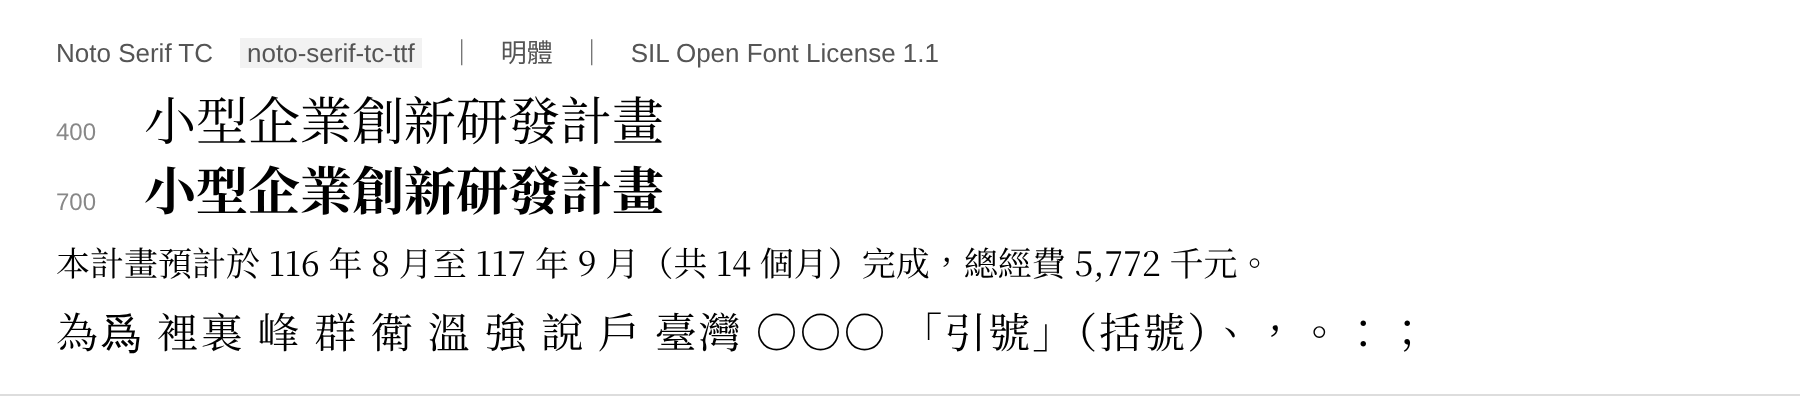 Noto Serif TC noto-serif-tc-ttf ｜ 明體 ｜ SIL Open Font License 1.1
400 小型企業創新研發計畫
700 小型企業創新研發計畫
本計畫預計於 116 年 8 月至 117 年 9 月（共 14 個月）完成，總經費 5,772 千元。
為爲 裡裏 峰 群 衛 溫 強 說 戶 臺灣 〇〇〇 「引號」（括號）、，。：；